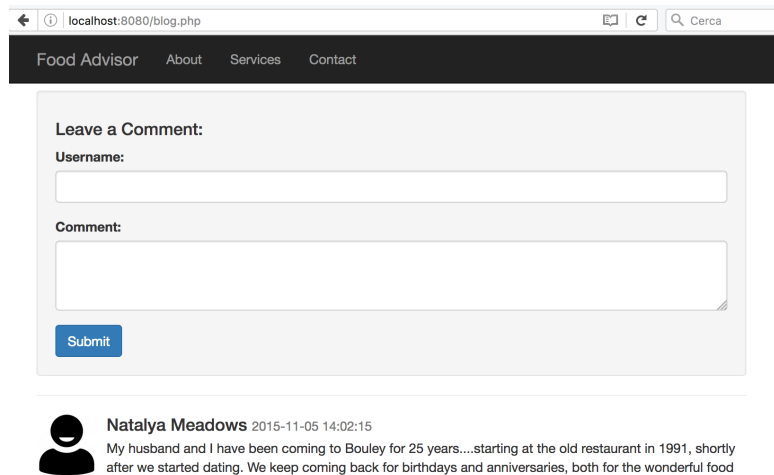 localhost:8080/blog.php Cerca
Food Advisor About Services Contact
Leave a Comment:
Username:
Comment:
Submit
Natalya Meadows 2015-11-05 14:02:15
My husband and I have been coming to Bouley for 25 years....starting at the old restaurant in 1991, shortly
after we started dating. We keep coming back for birthdays and anniversaries, both for the wonderful food